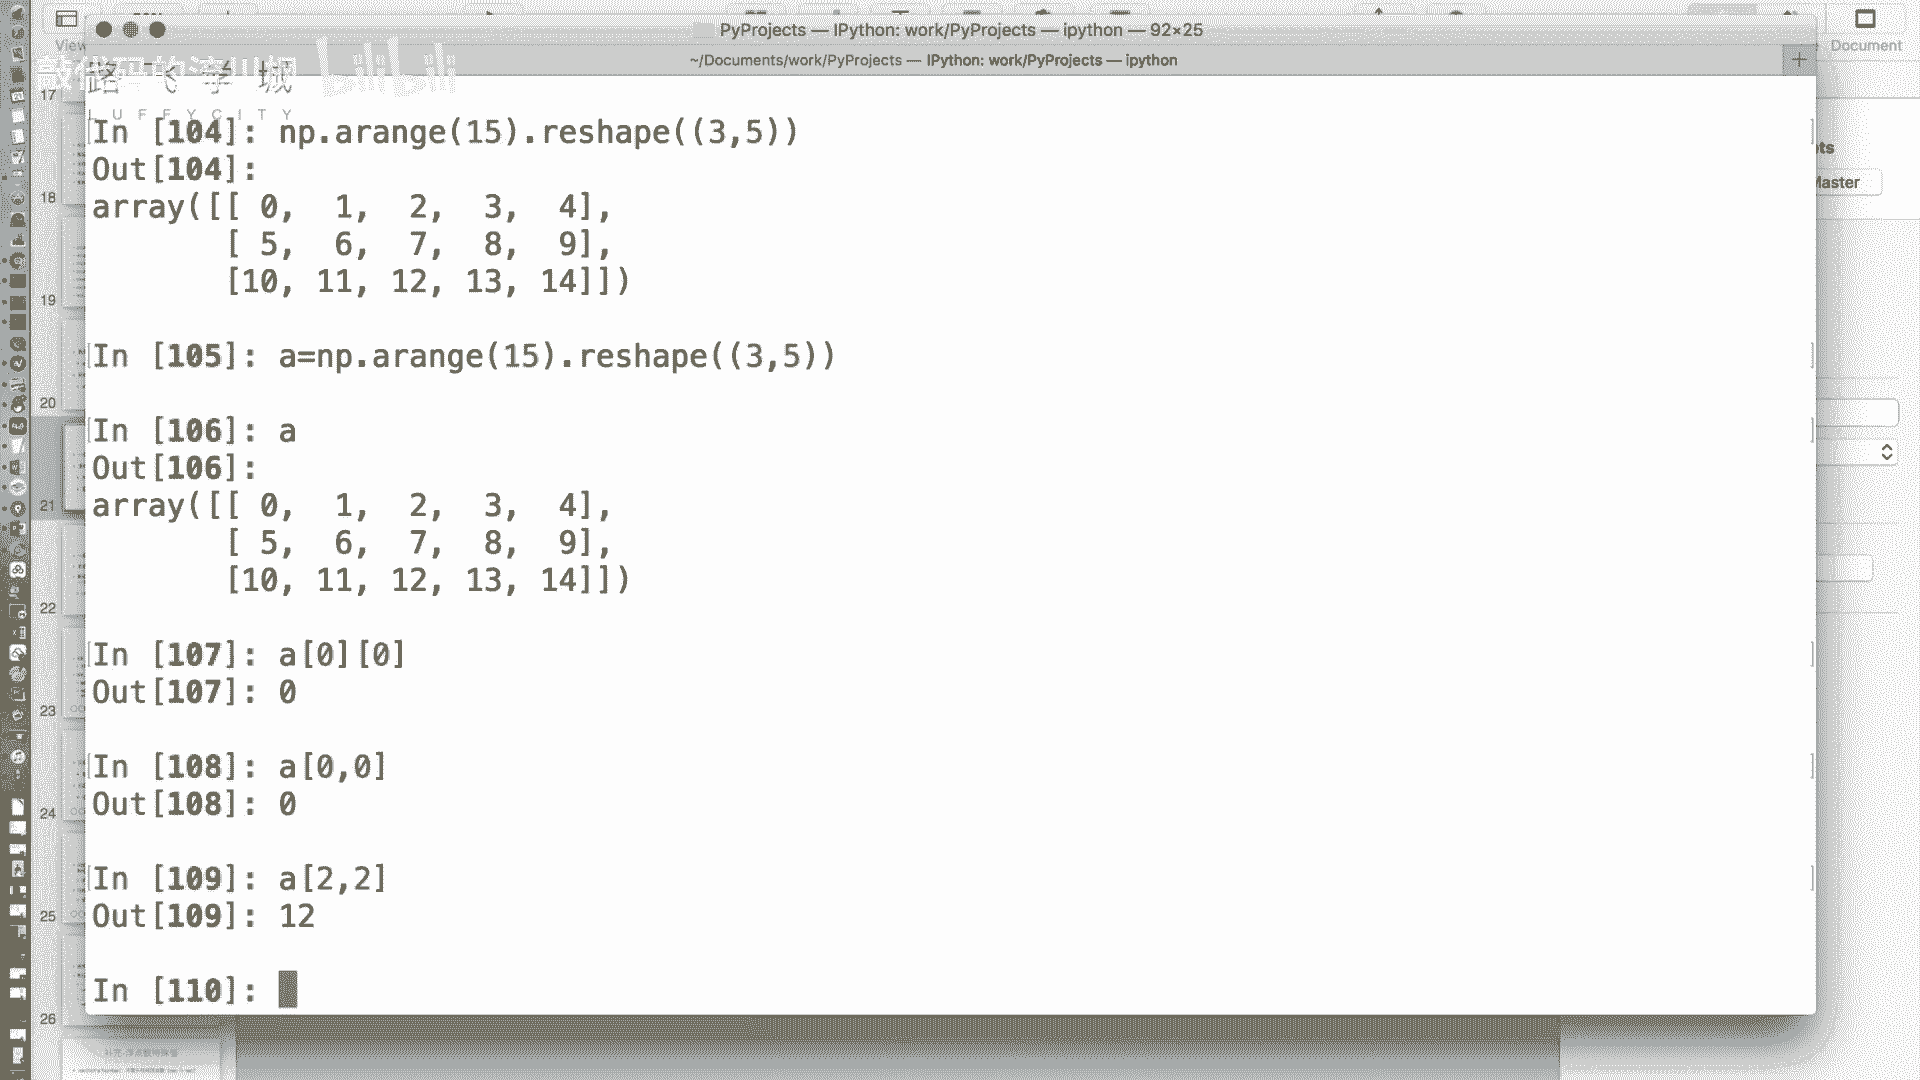 PyProjects — IPython: work/PyProjects — ipython — 92×25
View
Document
~/Documents/work/PyProjects — IPython: work/PyProjects — ipython
+
路飞学城
LUFFYCITY
17
In [104]: np.arange(15).reshape((3,5))
Out[104]:
array([[ 0,  1,  2,  3,  4],
       [ 5,  6,  7,  8,  9],
       [10, 11, 12, 13, 14]])
Master
18
19
In [105]: a=np.arange(15).reshape((3,5))
20
In [106]: a
Out[106]:
array([[ 0,  1,  2,  3,  4],
       [ 5,  6,  7,  8,  9],
       [10, 11, 12, 13, 14]])
21
22
In [107]: a[0][0]
Out[107]: 0
23
In [108]: a[0,0]
Out[108]: 0
24
In [109]: a[2,2]
Out[109]: 12
25
In [110]:
26